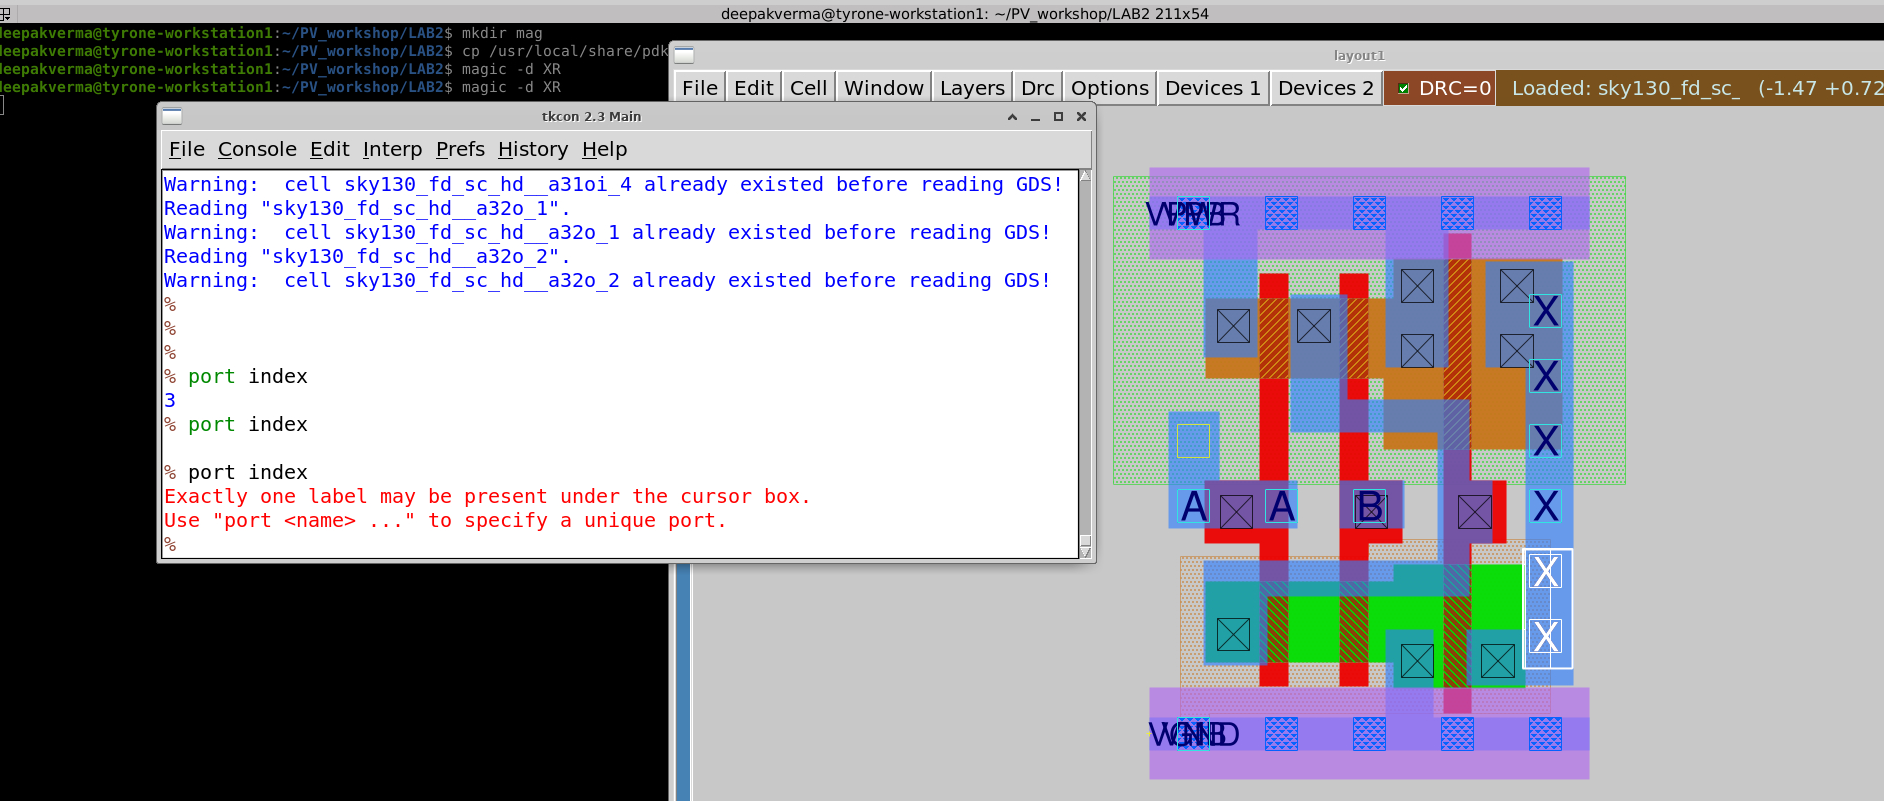 deepakverma@tyrone-workstation1: ~/PV_workshop/LAB2 211x54
deepakverma@tyrone-workstation1:~/PV_workshop/LAB2$ mkdir mag
deepakverma@tyrone-workstation1:~/PV_workshop/LAB2$ cp /usr/local/share/pdk
deepakverma@tyrone-workstation1:~/PV_workshop/LAB2$ magic -d XR
deepakverma@tyrone-workstation1:~/PV_workshop/LAB2$ magic -d XR
layout1
File Edit Cell Window Layers Drc Options Devices 1 Devices 2 DRC=0 Loaded: sky130_fd_sc_ (-1.47 +0.72
tkcon 2.3 Main
File Console Edit Interp Prefs History Help
Warning:  cell sky130_fd_sc_hd__a31oi_4 already existed before reading GDS!
Reading "sky130_fd_sc_hd__a32o_1".
Warning:  cell sky130_fd_sc_hd__a32o_1 already existed before reading GDS!
Reading "sky130_fd_sc_hd__a32o_2".
Warning:  cell sky130_fd_sc_hd__a32o_2 already existed before reading GDS!
%
%
%
% port index
3
% port index
% port index
Exactly one label may be present under the cursor box.
Use "port <name> ..." to specify a unique port.
%
X
X
X
A A B X
X
X